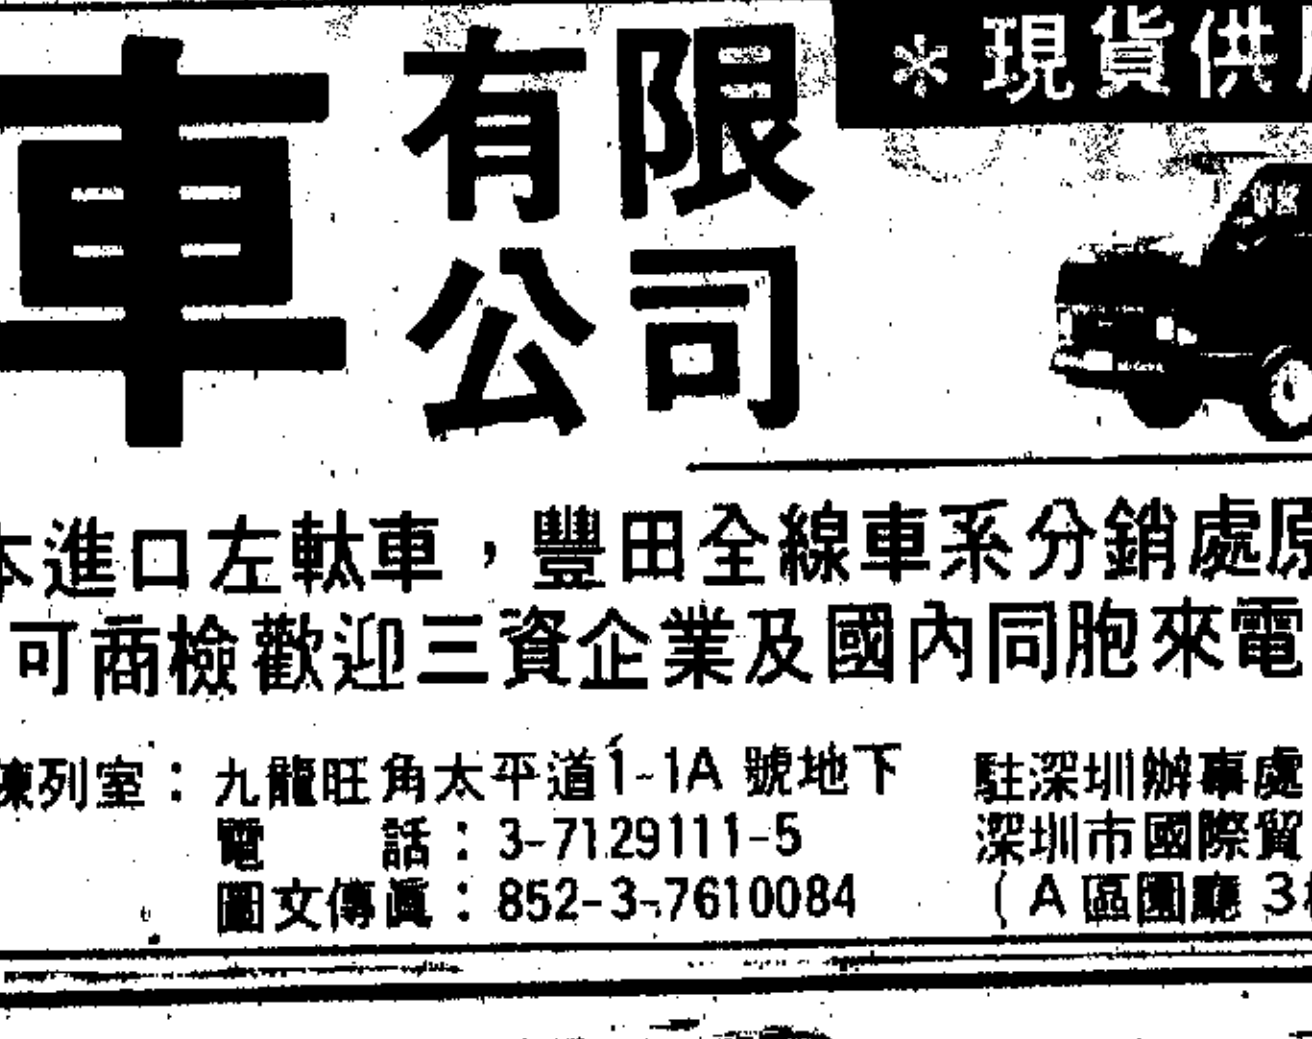 車有限公司
*現貨供
本進口左軚車，豐田全線車系分銷處原
可商檢歡迎三資企業及國內同胞來電
陳列室：九龍旺角太平道1-1A 號地下
電話：3-7129111-5
圖文傳眞：852-3-7610084
駐深圳辦事處
深圳市國際貿
(A區團廳 3